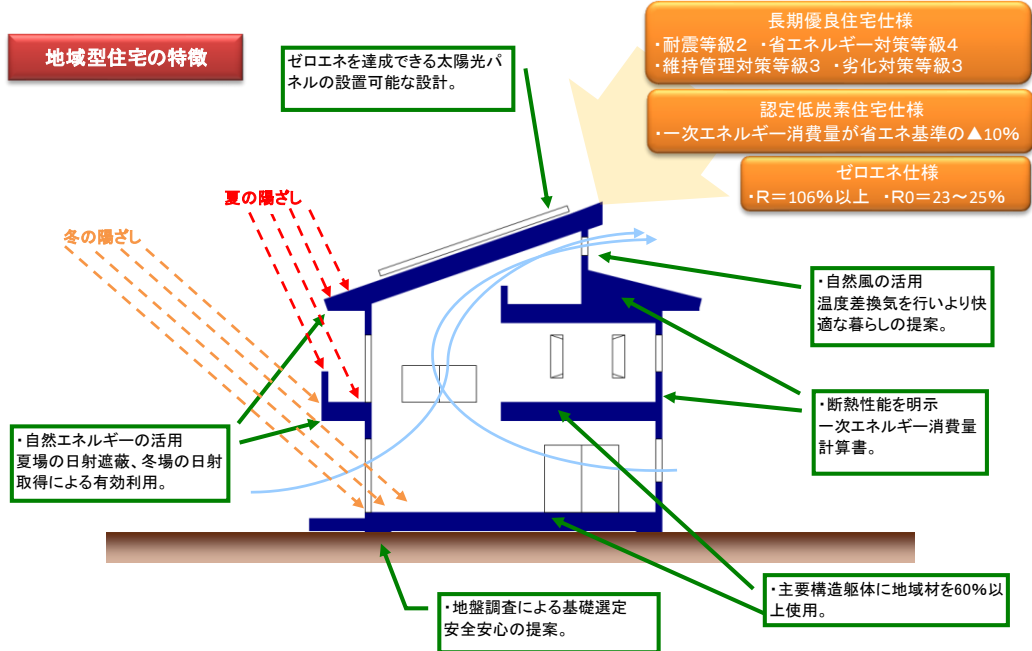 地域型住宅の特徴
ゼロエネを達成できる太陽光パ
ネルの設置可能な設計。
長期優良住宅仕様
・耐震等級2 ・省エネルギー対策等級4
・維持管理対策等級3 ・劣化対策等級3
認定低炭素住宅仕様
・一次エネルギー消費量が省エネ基準の▲10%
ゼロエネ仕様
・R=106%以上 ・R0=23~25%
夏の陽ざし
冬の陽ざし
・自然風の活用
温度差換気を行いより快
適な暮らしの提案。
・断熱性能を明示
一次エネルギー消費量
計算書。
・自然エネルギーの活用
夏場の日射遮蔽、冬場の日射
取得による有効利用。
・主要構造躯体に地域材を60%以
上使用。
・地盤調査による基礎選定
安全安心の提案。